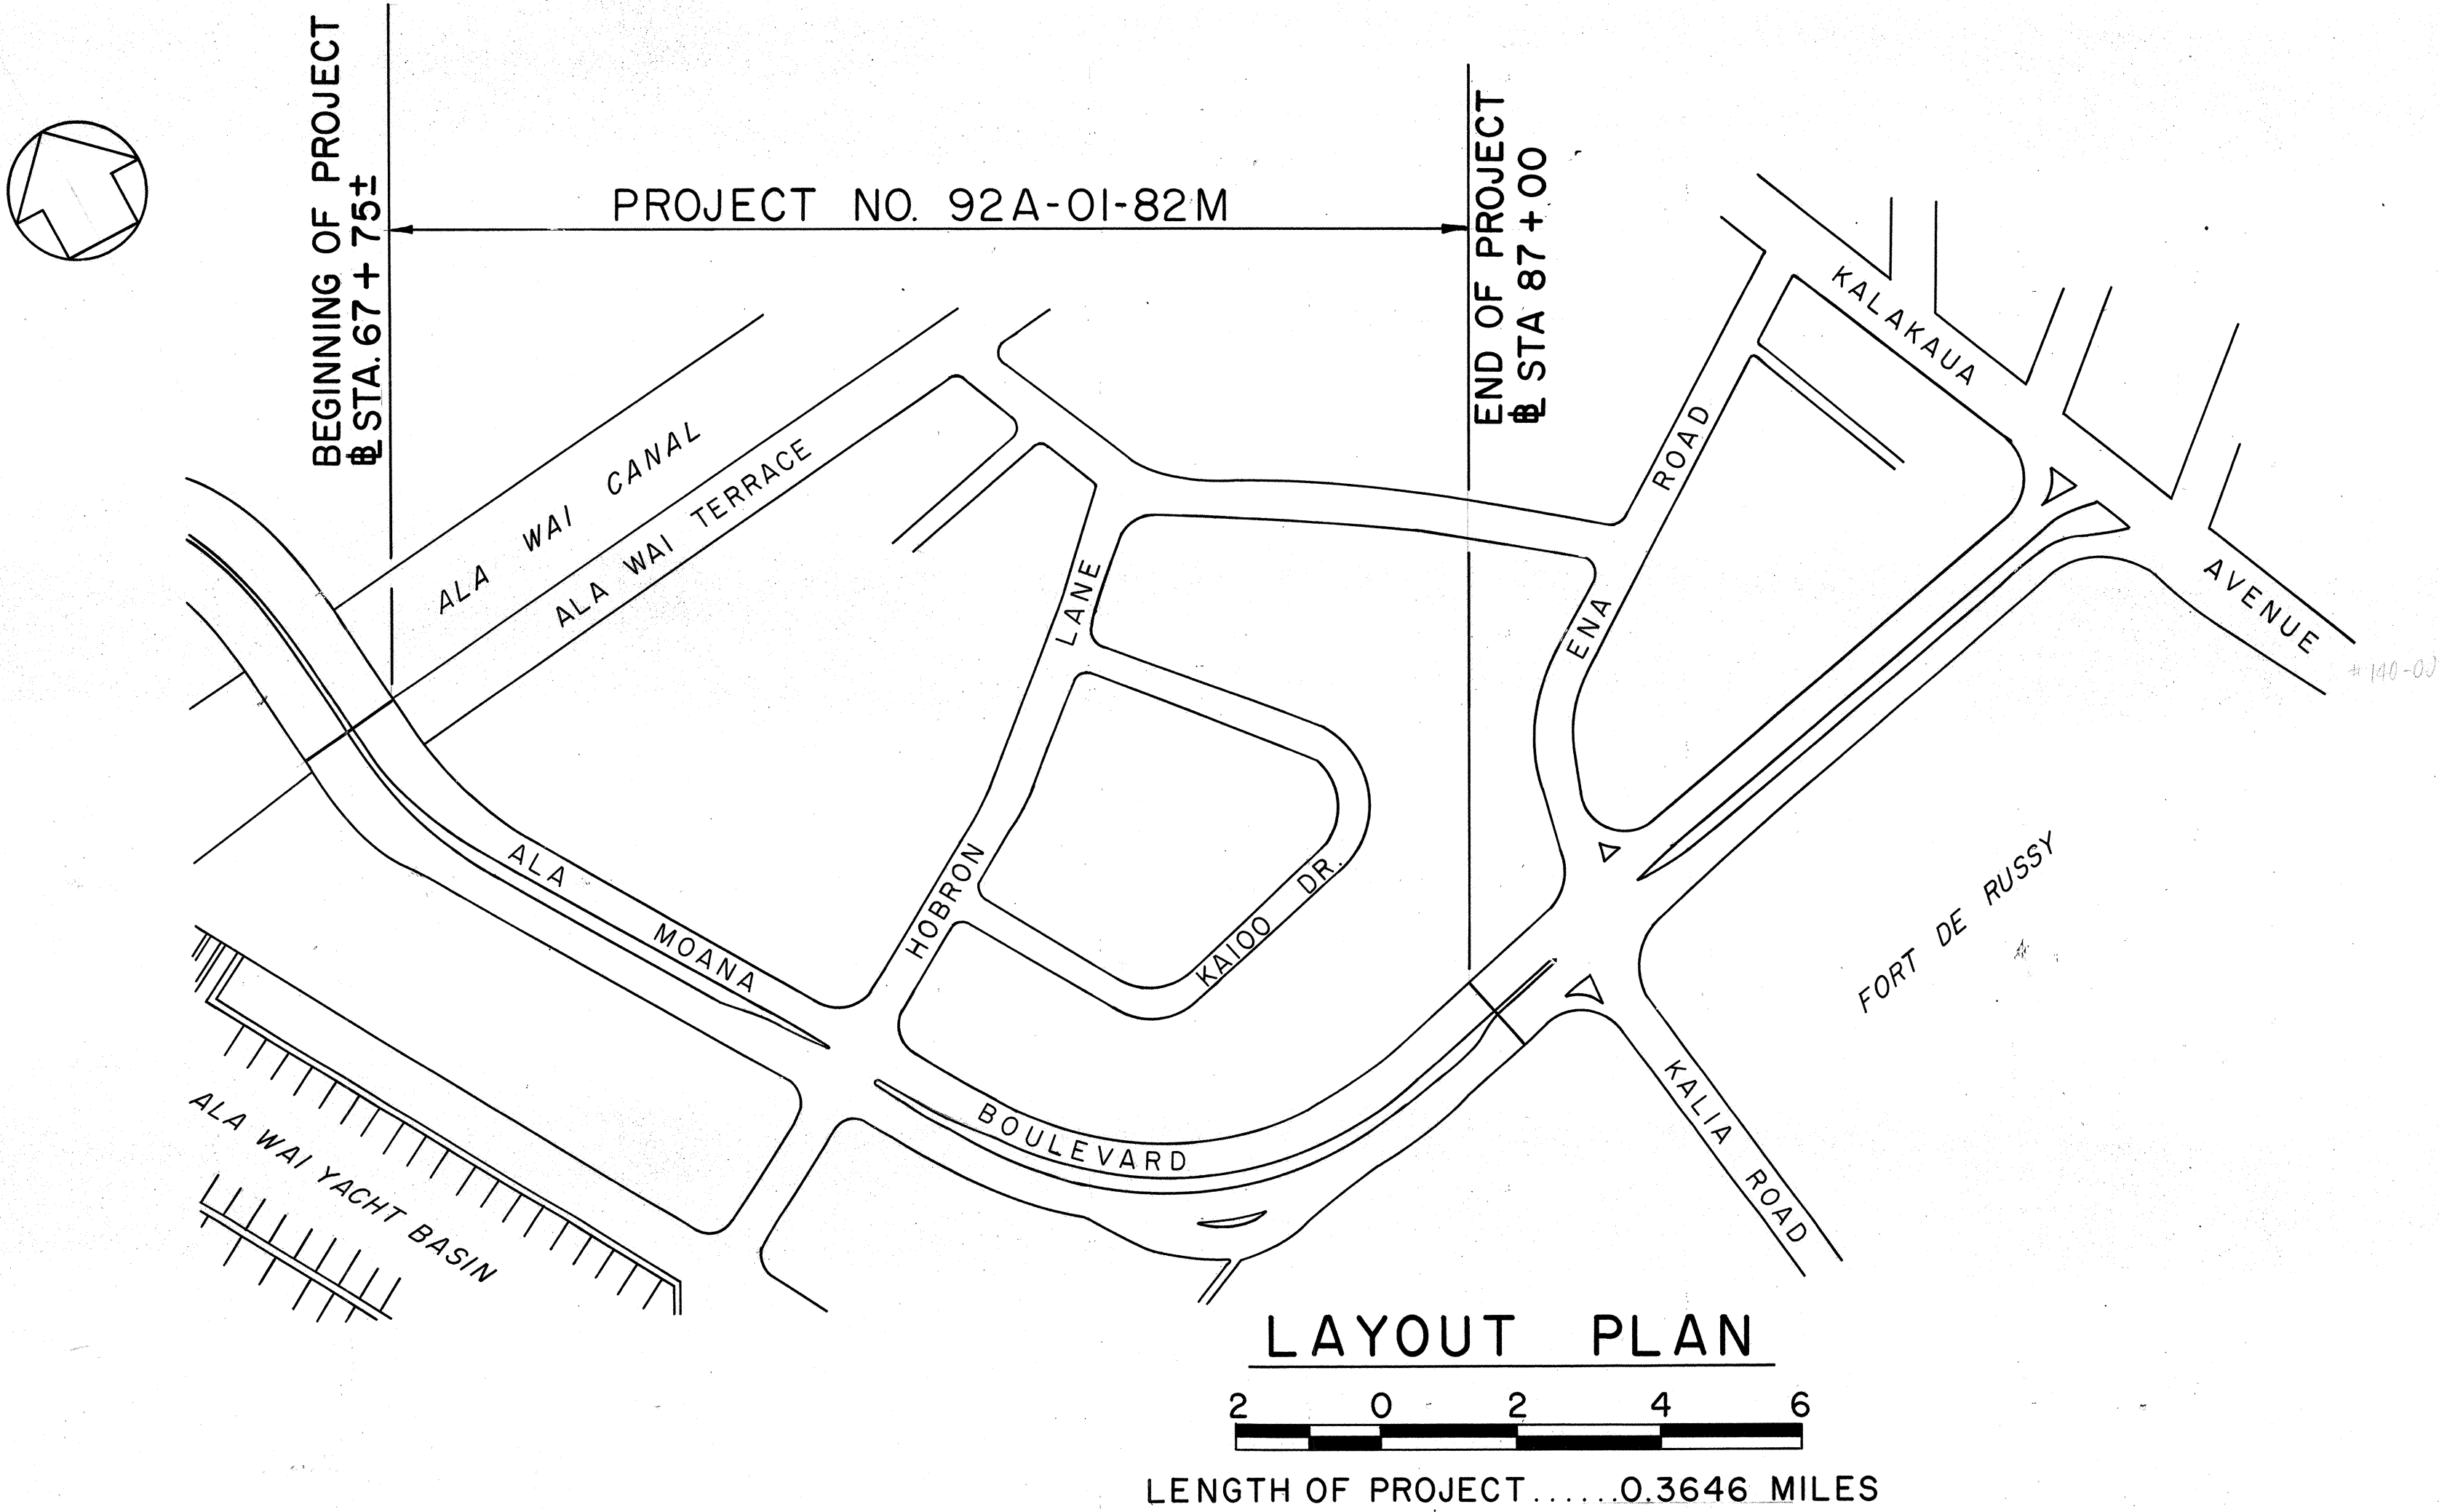 BEGINNING OF PROJECT
BL STA. 67 + 75±
PROJECT NO. 92A-01-82M
END OF PROJECT
BL STA 87 + 00
KALAKAUA
AVENUE
ALA WAI CANAL
ALA WAI TERRACE
HOBRON LANE
ENA ROAD
ALA MOANA
BOULEVARD
KAIOO DR.
FORT DE RUSSY
KALIA ROAD
ALA WAI YACHT BASIN
LAYOUT PLAN
2 0 2 4 6
LENGTH OF PROJECT......0.3646 MILES